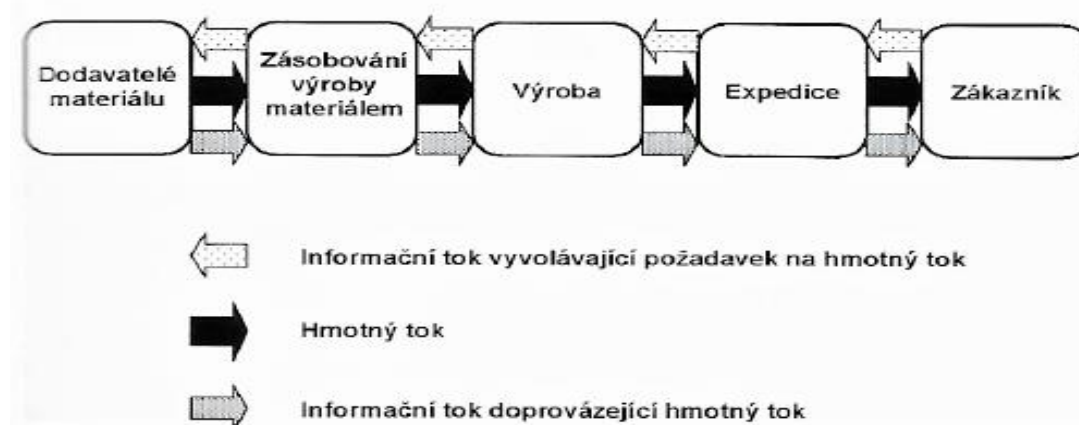 Dodavatelé
materiálu
Zásobování
výroby
materiálem
Výroba
Expedice
Zákazník
Informační tok vyvolávající požadavek na hmotný tok
Hmotný tok
Informační tok doprovázející hmotný tok